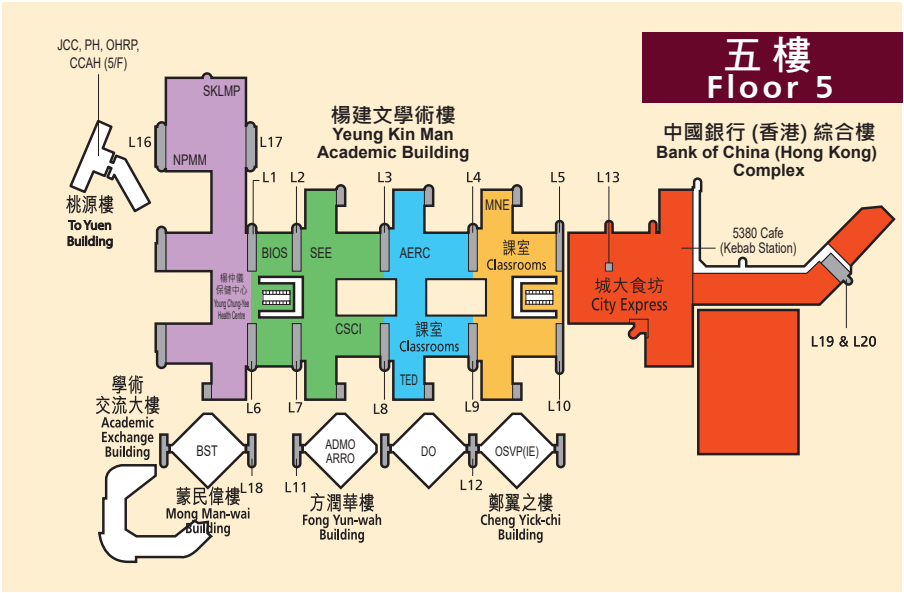 五樓
Floor 5
JCC, PH, OHRP,
CCAH (5/F)
SKLMP
L16
L17
NPMM
楊建文學術樓
Yeung Kin Man
Academic Building
中國銀行 (香港) 綜合樓
Bank of China (Hong Kong)
Complex
桃源樓
To Yuen
Building
L1
L2
L3
L4
L5
L13
MNE
BIOS
SEE
AERC
課室
Classrooms
5380 Cafe
(Kebab Station)
楊仲儀
保健中心
Young Chung-Yee
Health Centre
城大食坊
City Express
CSCI
課室
Classrooms
L19 & L20
TED
學術
交流大樓
Academic
Exchange
Building
L6
L7
L8
L9
L10
BST
ADMO
ARRO
DO
OSVP(IE)
L18
L11
L12
蒙民偉樓
Mong Man-wai
Building
方潤華樓
Fong Yun-wah
Building
鄭翼之樓
Cheng Yick-chi
Building